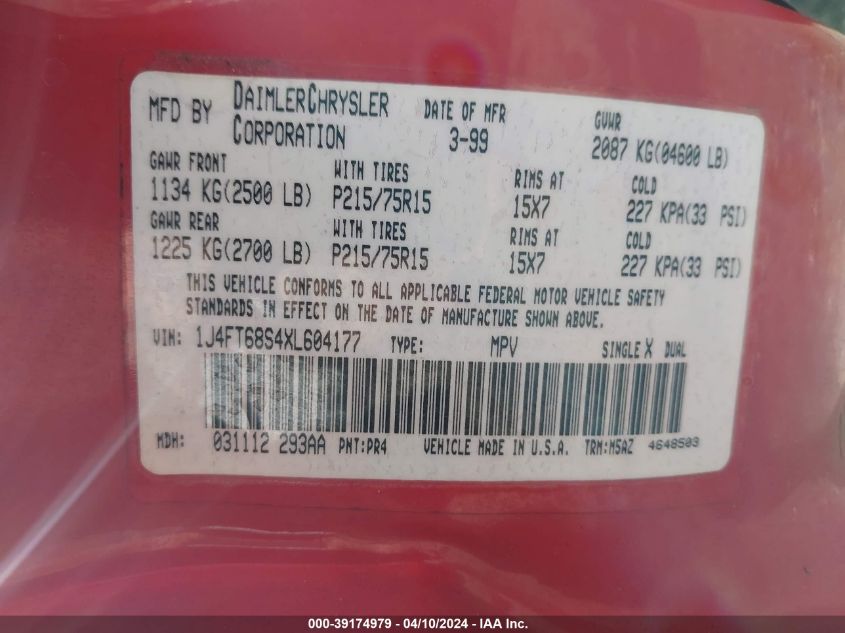 MFD BY DAIMLERCHRYSLER CORPORATION DATE OF MFR 3-99 GVWR 2087 KG(04600 LB)
GAWR FRONT WITH TIRES RIMS AT COLD
1134 KG(2500 LB) P215/75R15 15X7 227 KPA(33 PSI)
GAWR REAR WITH TIRES RIMS AT COLD
1225 KG(2700 LB) P215/75R15 15X7 227 KPA(33 PSI)
THIS VEHICLE CONFORMS TO ALL APPLICABLE FEDERAL MOTOR VEHICLE SAFETY
STANDARDS IN EFFECT ON THE DATE OF MANUFACTURE SHOWN ABOVE.
VIN: 1J4FT68S4XL604177 TYPE: MPV SINGLE X DUAL
MDH: 031112 293AA PNT:PR4 VEHICLE MADE IN U.S.A. TRM:M5AZ 4648503
000-39174979 - 04/10/2024 - IAA Inc.